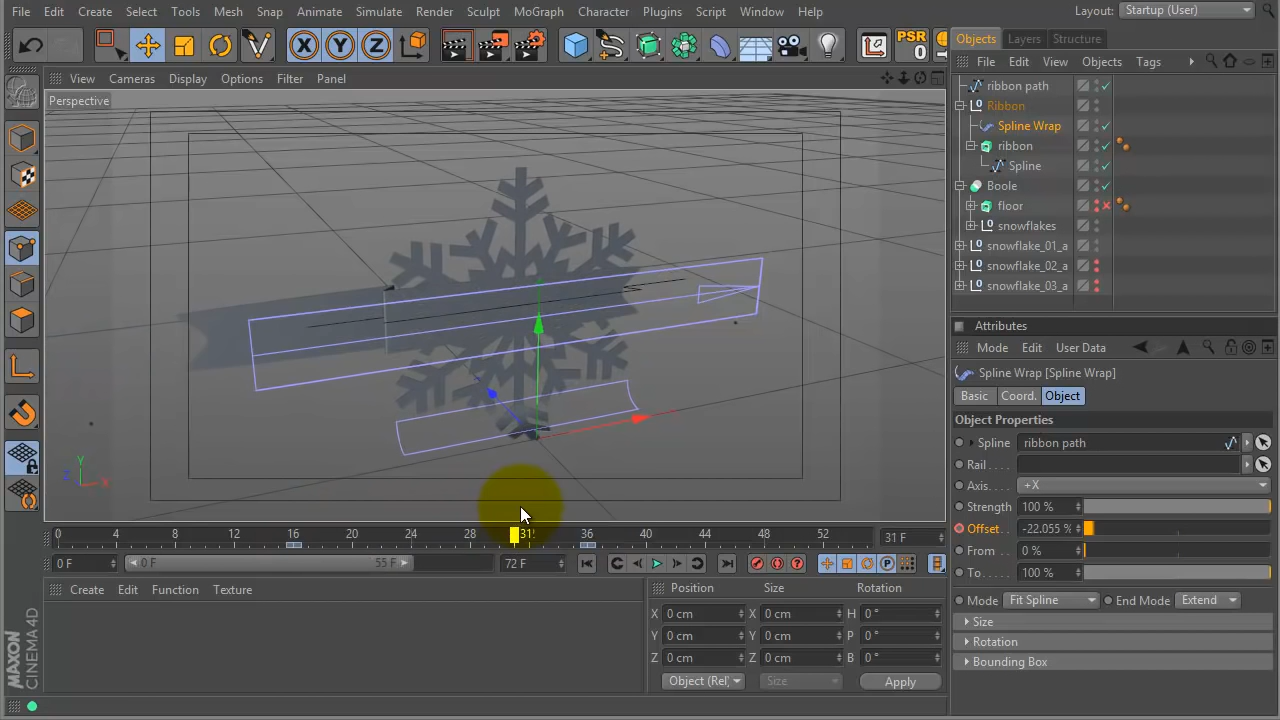 File Edit Create Select Tools Mesh Snap Animate Simulate Render Sculpt MoGraph Character Plugins Script Window Help
Layout: Startup (User)
PSR
0
Objects Layers Structure
File Edit View Objects Tags
View Cameras Display Options Filter Panel
Perspective
ribbon path
Ribbon
Spline Wrap
ribbon
Spline
Boole
floor
snowflakes
snowflake_01_a
snowflake_02_a
snowflake_03_a
Attributes
Mode Edit User Data
Spline Wrap [Spline Wrap]
Basic Coord. Object
Object Properties
Spline ribbon path
Rail. . . .
Axis. . . . +X
Strength 100 %
Offset. . -22.055 %
From . . 0 %
To. . . . . 100 %
Mode Fit Spline End Mode Extend
Size
Rotation
Bounding Box
Y
Z X
0 4 8 12 16 20 24 28 31 36 40 44 48 52
31 F
0 F 0 F 55 F 72 F
Create Edit Function Texture
Position Size Rotation
X 0 cm X 0 cm H 0 °
Y 0 cm Y 0 cm P 0 °
Z 0 cm Z 0 cm B 0 °
Object (Rel) Size Apply
MAXON
CINEMA 4D